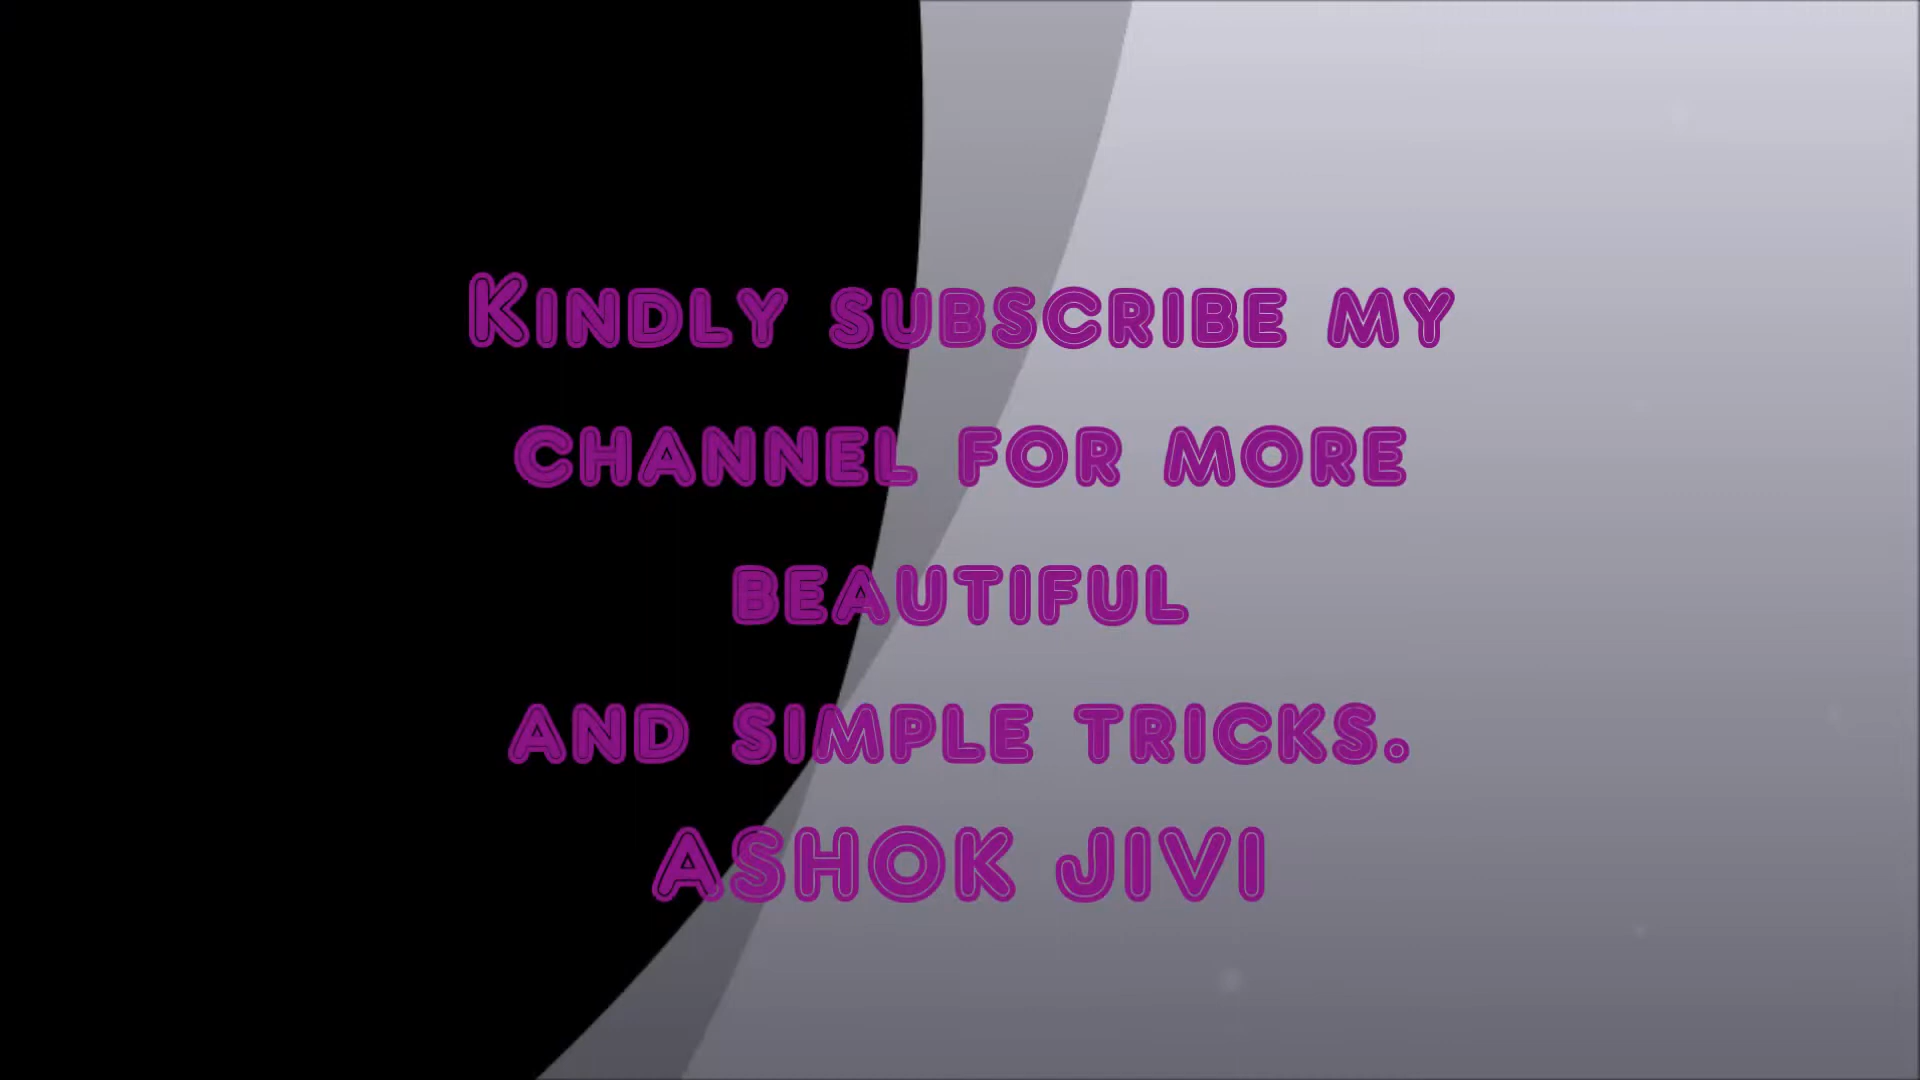 Kindly subscribe my
channel for more
beautiful
and simple tricks.
ASHOK JIVI